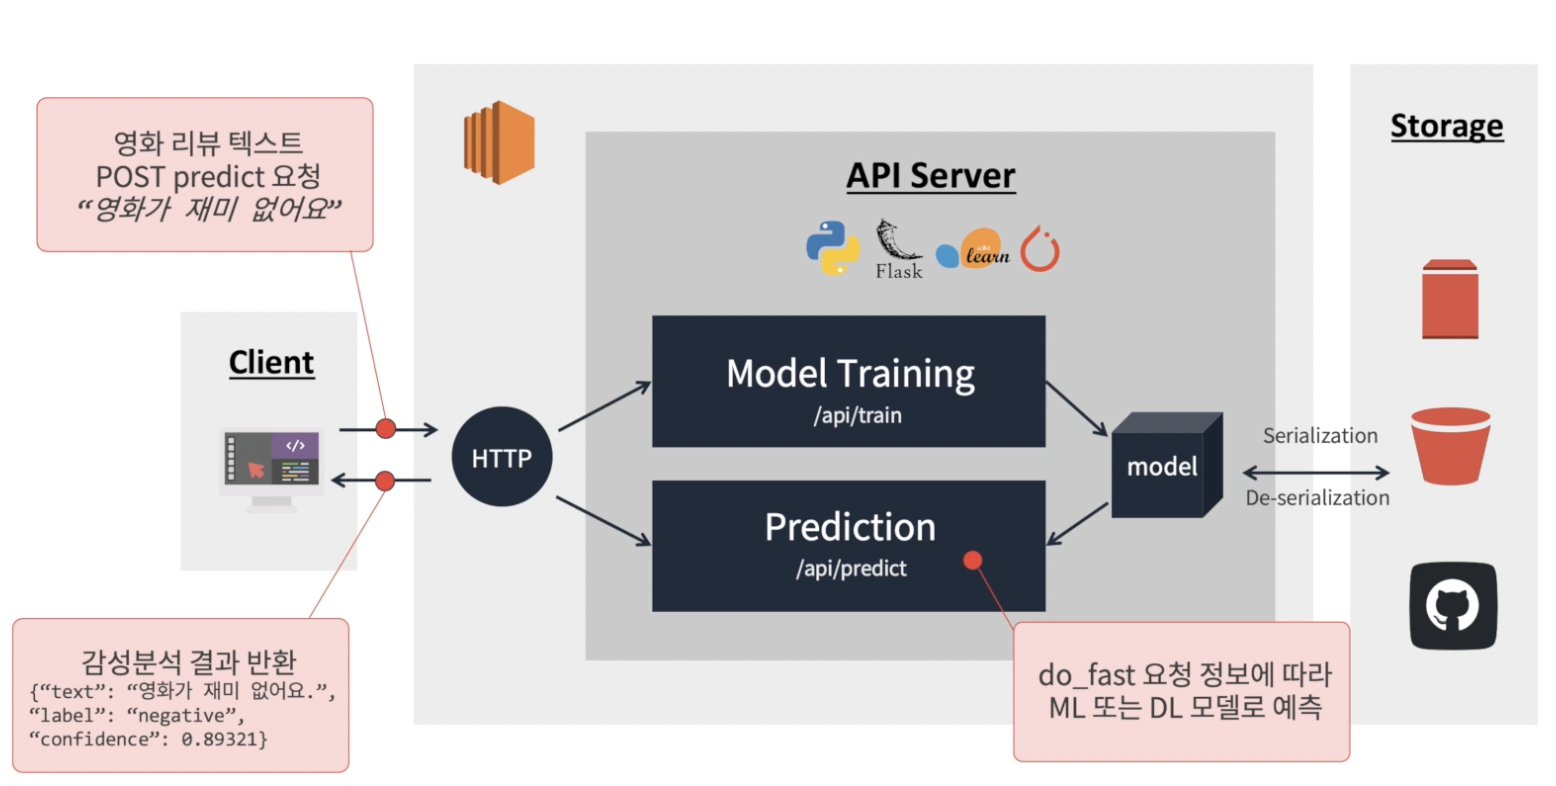 영화 리뷰 텍스트
POST predict 요청
“영화가 재미 없어요”
Client
HTTP
감성분석 결과 반환
{“text”: “영화가 재미 없어요.”,
“label”: “negative”,
“confidence”: 0.89321}
API Server
Flask
learn
Model Training
/api/train
Prediction
/api/predict
model
do_fast 요청 정보에 따라
ML 또는 DL 모델로 예측
Serialization
De-serialization
Storage